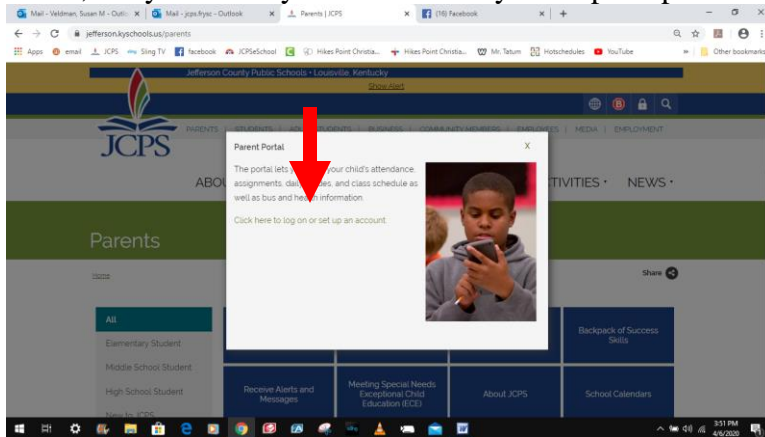 Mail - Veldman, Susan M - Outlo
Mail - jcps.frysc - Outlook
Parents | JCPS
(16) Facebook
jefferson.kyschools.us/parents
Apps
email
JCPS
Sling TV
facebook
JCPSeSchool
Hikes Point Christia...
Hikes Point Christia...
Mr. Tatum
Hotschedules
YouTube
Other bookmarks
Jefferson County Public Schools • Louisville, Kentucky
Show Alert
JCPS
PARENTS | STUDENTS | ADULT STUDENTS | BUSINESS | COMMUNITY MEMBERS | EMPLOYEES | MEDIA | EMPLOYMENT
NEWS
Parent Portal
X
The portal lets your child's attendance,
assignments, daily and class schedule as
well as bus and health information.
Click here to log on or set up an account.
Parents
Home
Share
All
Elementary Student
Middle School Student
High School Student
New to JCPS
Backpack of Success
Skills
Receive Alerts and
Messages
Meeting Special Needs
Exceptional Child
Education (ECE)
About JCPS
School Calendars
3:51 PM
4/6/2020